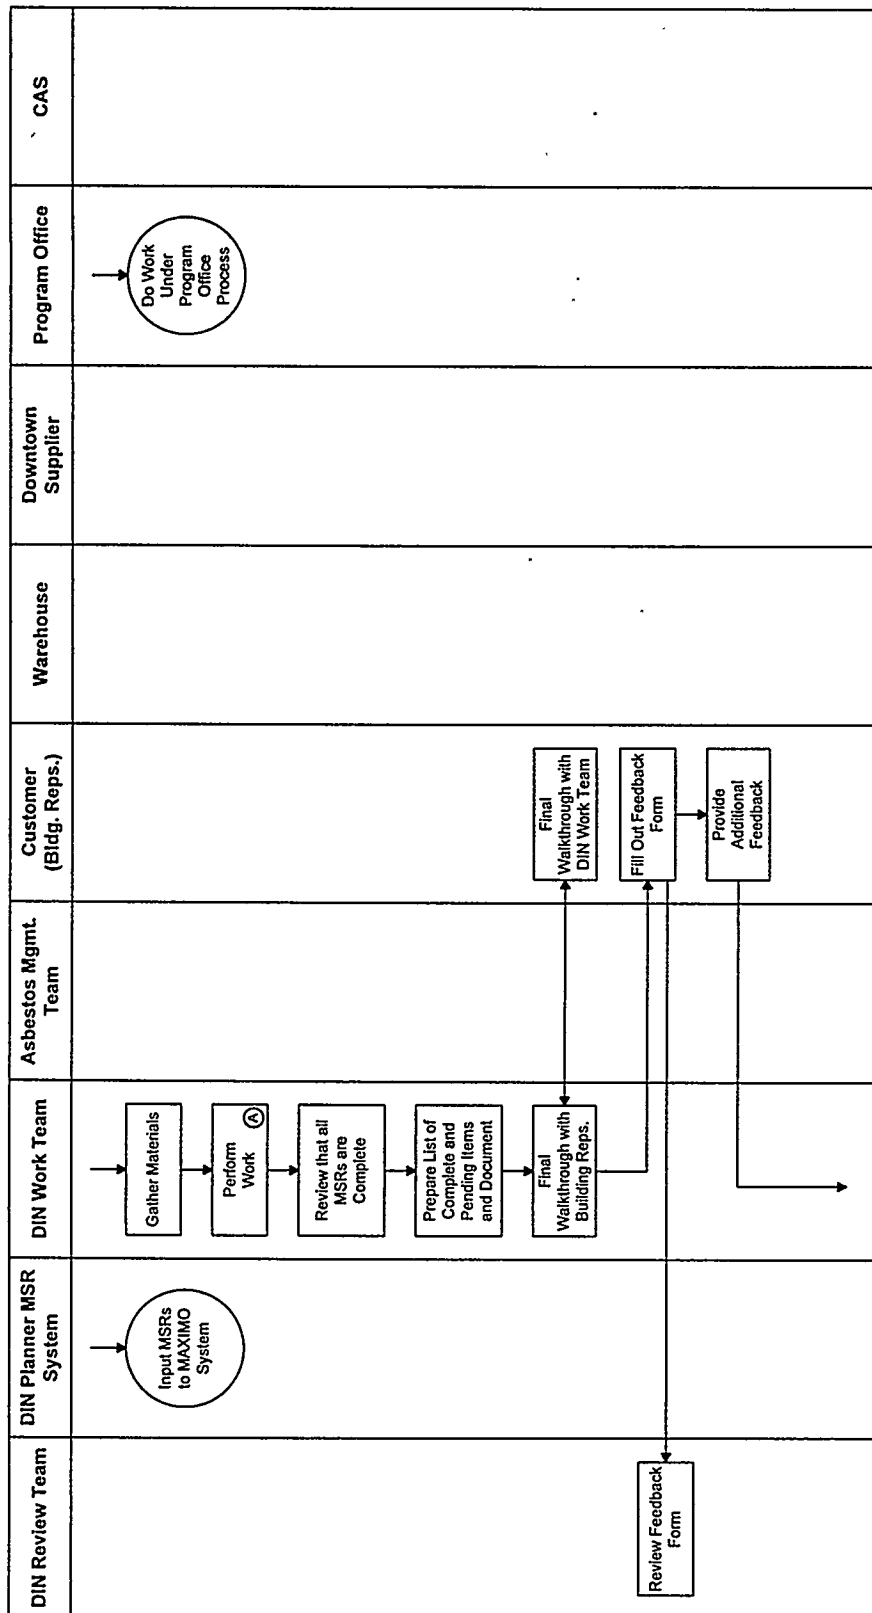 DIN Review Team
DIN Planner MSR
System
DIN Work Team
Asbestos Mgmt.
Team
Customer
(Bldg. Reps.)
Warehouse
Downtown
Supplier
Program Office
CAS
Input MSRs
to MAXIMO
System
Gather Materials
Do Work
Under
Program
Office
Process
Perform
Work
A
Review that all
MSRs are
Complete
Prepare List of
Complete and
Pending Items
and Document
Final
Walkthrough with
Building Reps.
Final
Walkthrough with
DIN Work Team
Fill Out Feedback
Form
Review Feedback
Form
Provide
Additional
Feedback